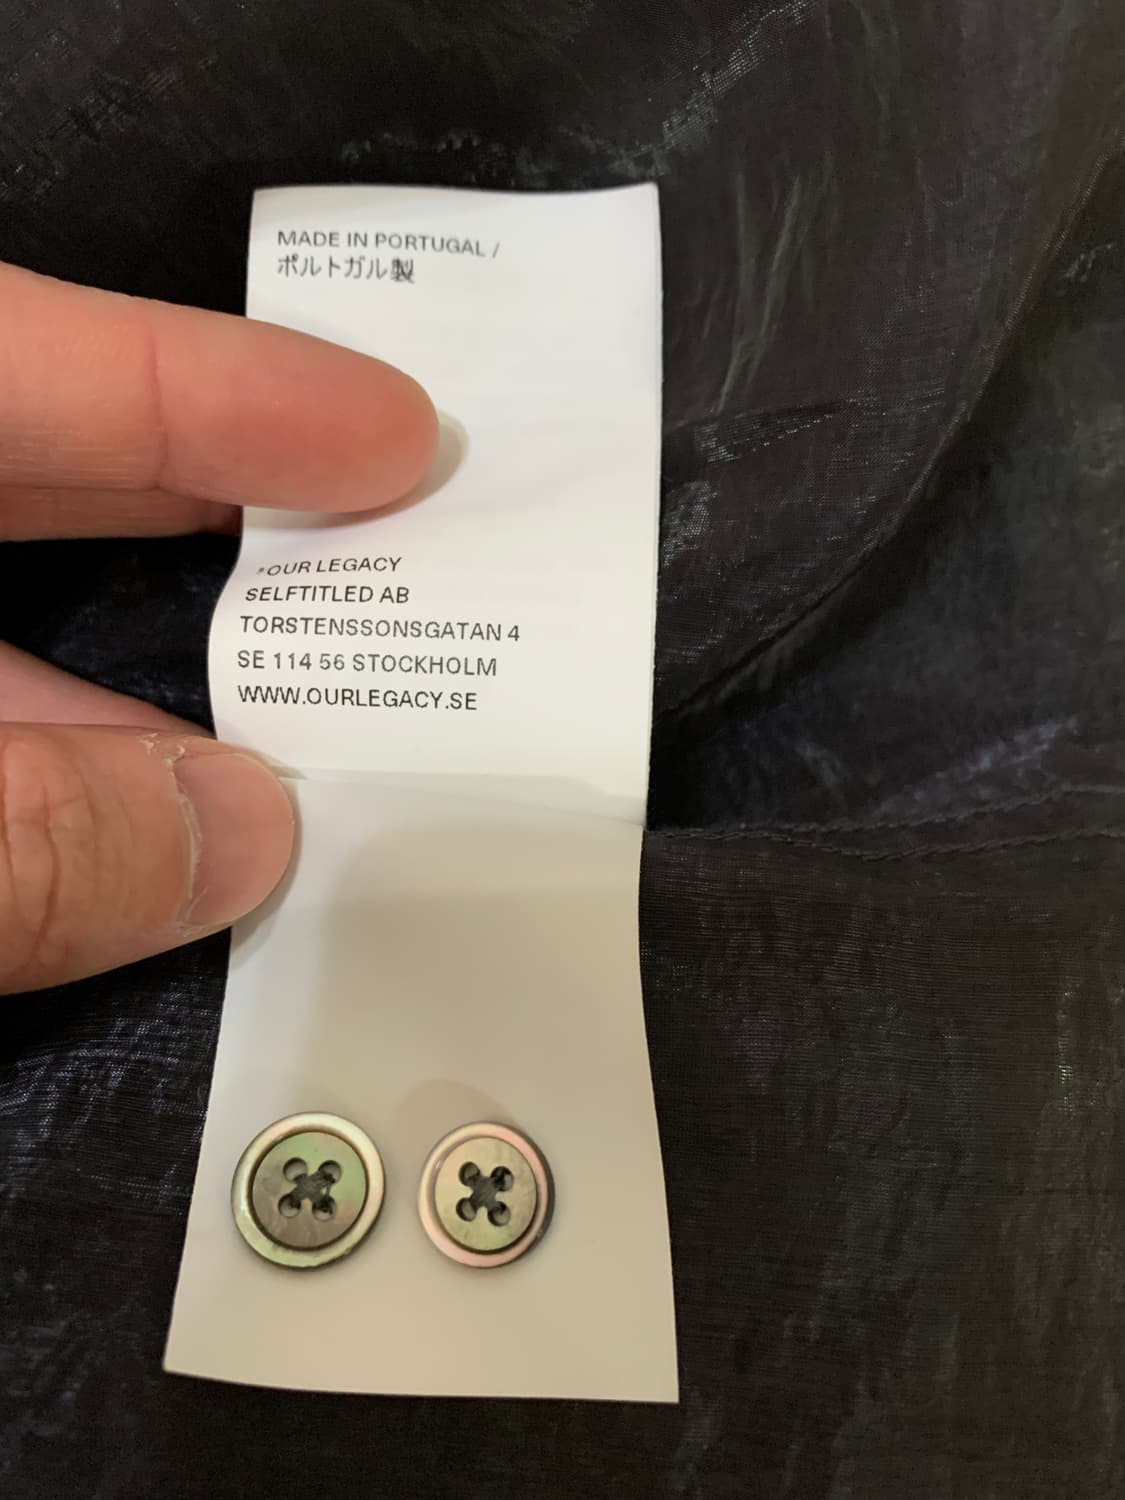 MADE IN PORTUGAL /
ポルトガル製
*OUR LEGACY
SELFTITLED AB
TORSTENSSONSGATAN 4
SE 114 56 STOCKHOLM
WWW.OURLEGACY.SE